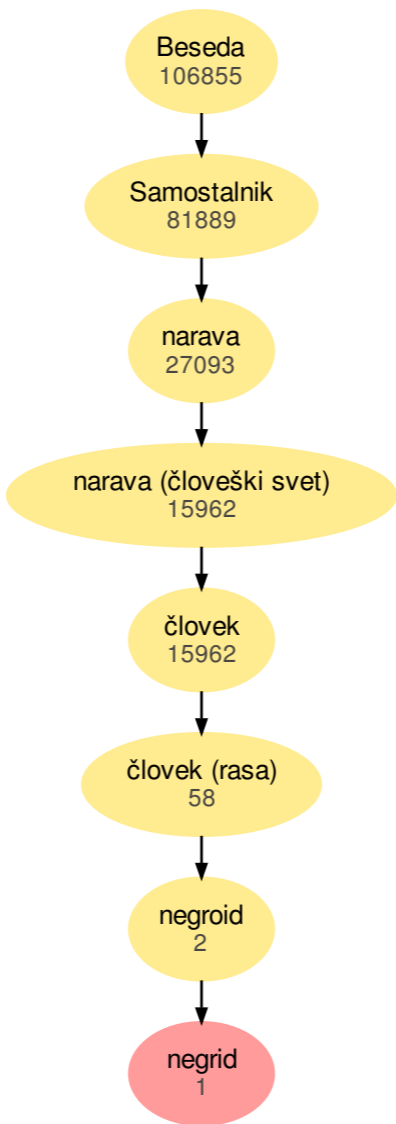 Beseda
106855
Samostalnik
81889
narava
27093
narava (človeški svet)
15962
človek
15962
človek (rasa)
58
negroid
2
negrid
1